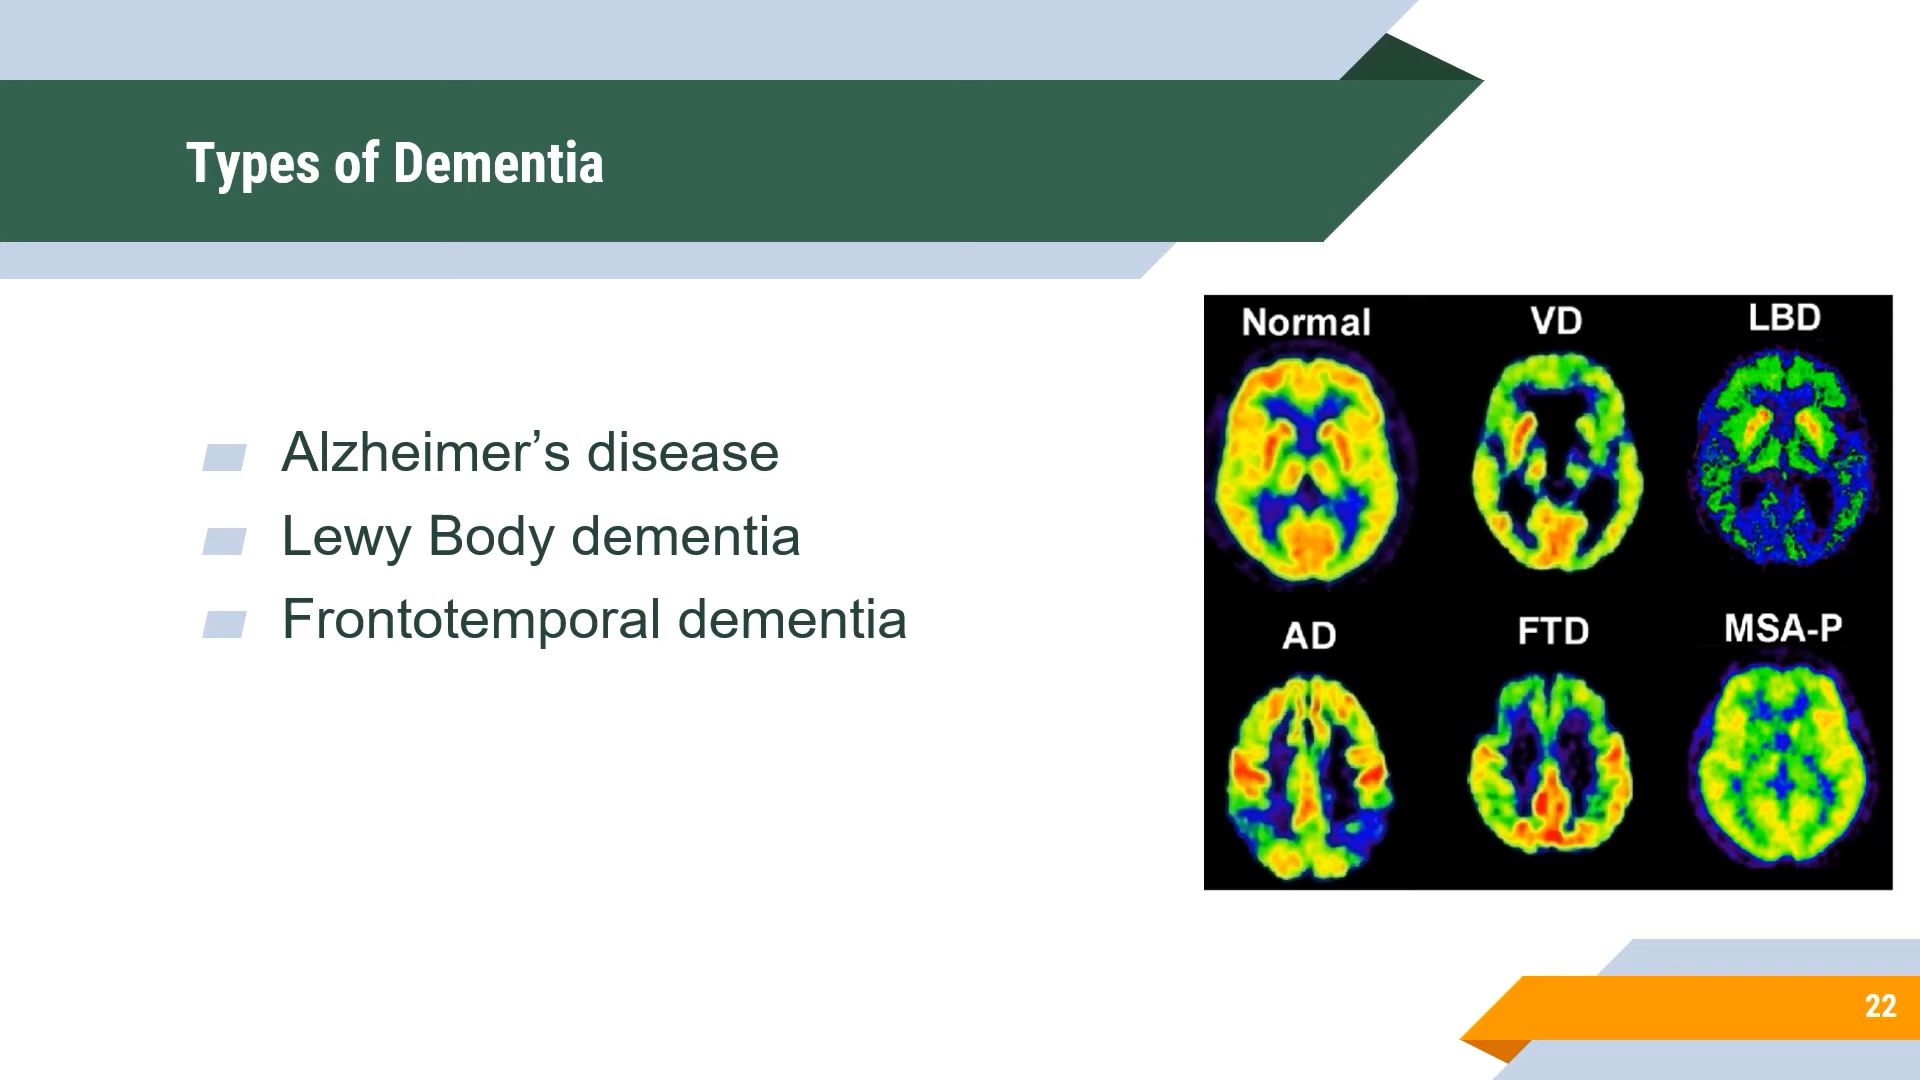 Types of Dementia
Alzheimer’s disease
Lewy Body dementia
Frontotemporal dementia
Normal VD LBD
AD FTD MSA-P
22